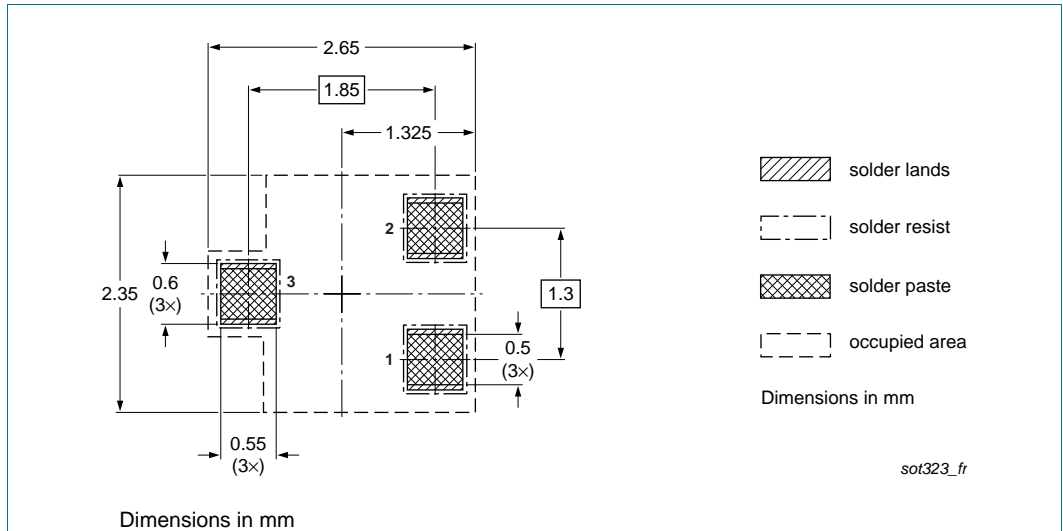 2.65
1.85
1.325
solder lands
2
solder resist
0.6
(3×)
3
2.35
1.3
solder paste
1
0.5
(3×)
occupied area
Dimensions in mm
0.55
(3×)
sot323_fr
Dimensions in mm